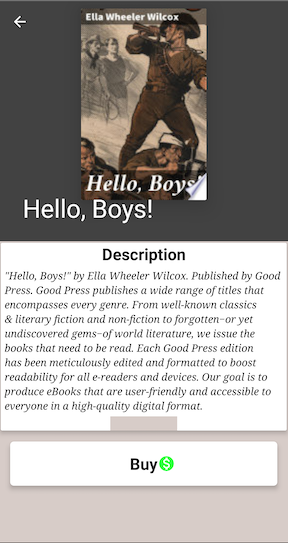 Ella Wheeler Wilcox
Hello, Boys!
Hello, Boys!
Description
"Hello, Boys!" by Ella Wheeler Wilcox. Published by Good
Press. Good Press publishes a wide range of titles that
encompasses every genre. From well-known classics
& literary fiction and non-fiction to forgotten−or yet
undiscovered gems−of world literature, we issue the
books that need to be read. Each Good Press edition
has been meticulously edited and formatted to boost
readability for all e-readers and devices. Our goal is to
produce eBooks that are user-friendly and accessible to
everyone in a high-quality digital format.
Buy $